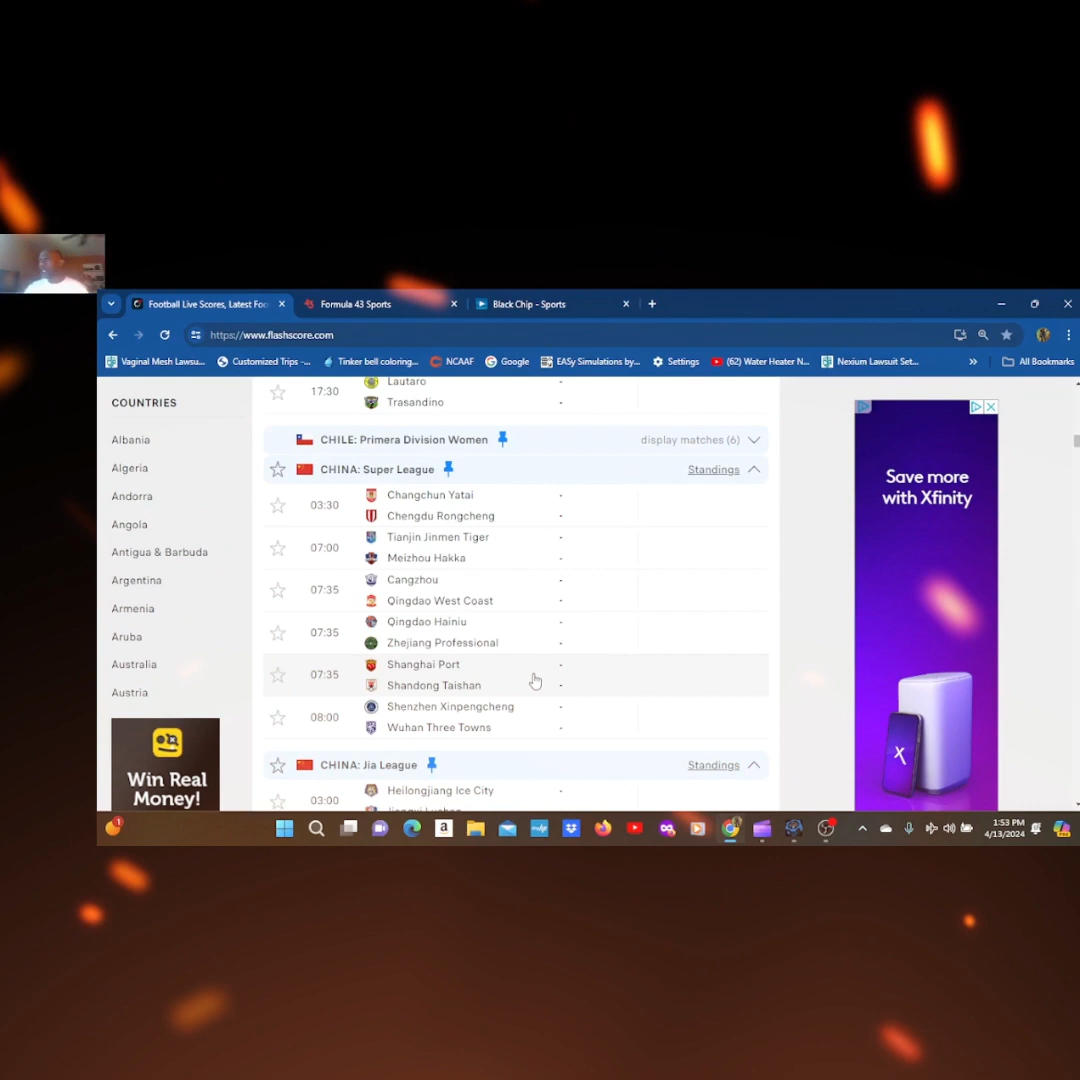 Football Live Scores, Latest Foo
Formula 43 Sports
Black Chip - Sports
https://www.flashscore.com
Vaginal Mesh Lawsu...
Customized Trips -...
Tinker bell coloring...
NCAAF
Google
EASy Simulations by...
Settings
(62) Water Heater N...
Nexium Lawsuit Set...
»
All Bookmarks
COUNTRIES
Albania
Algeria
Andorra
Angola
Antigua & Barbuda
Argentina
Armenia
Aruba
Australia
Austria
Win Real
Money!
17:30
Lautaro -
Trasandino -
CHILE: Primera Division Women display matches (6)
CHINA: Super League Standings
03:30
Changchun Yatai -
Chengdu Rongcheng -
07:00
Tianjin Jinmen Tiger -
Meizhou Hakka -
07:35
Cangzhou -
Qingdao West Coast -
07:35
Qingdao Hainiu -
Zhejiang Professional -
07:35
Shanghai Port -
Shandong Taishan -
08:00
Shenzhen Xinpengcheng -
Wuhan Three Towns -
CHINA: Jia League Standings
03:00
Heilongjiang Ice City -
Save more
with Xfinity
X
1
a
1:53 PM
4/13/2024